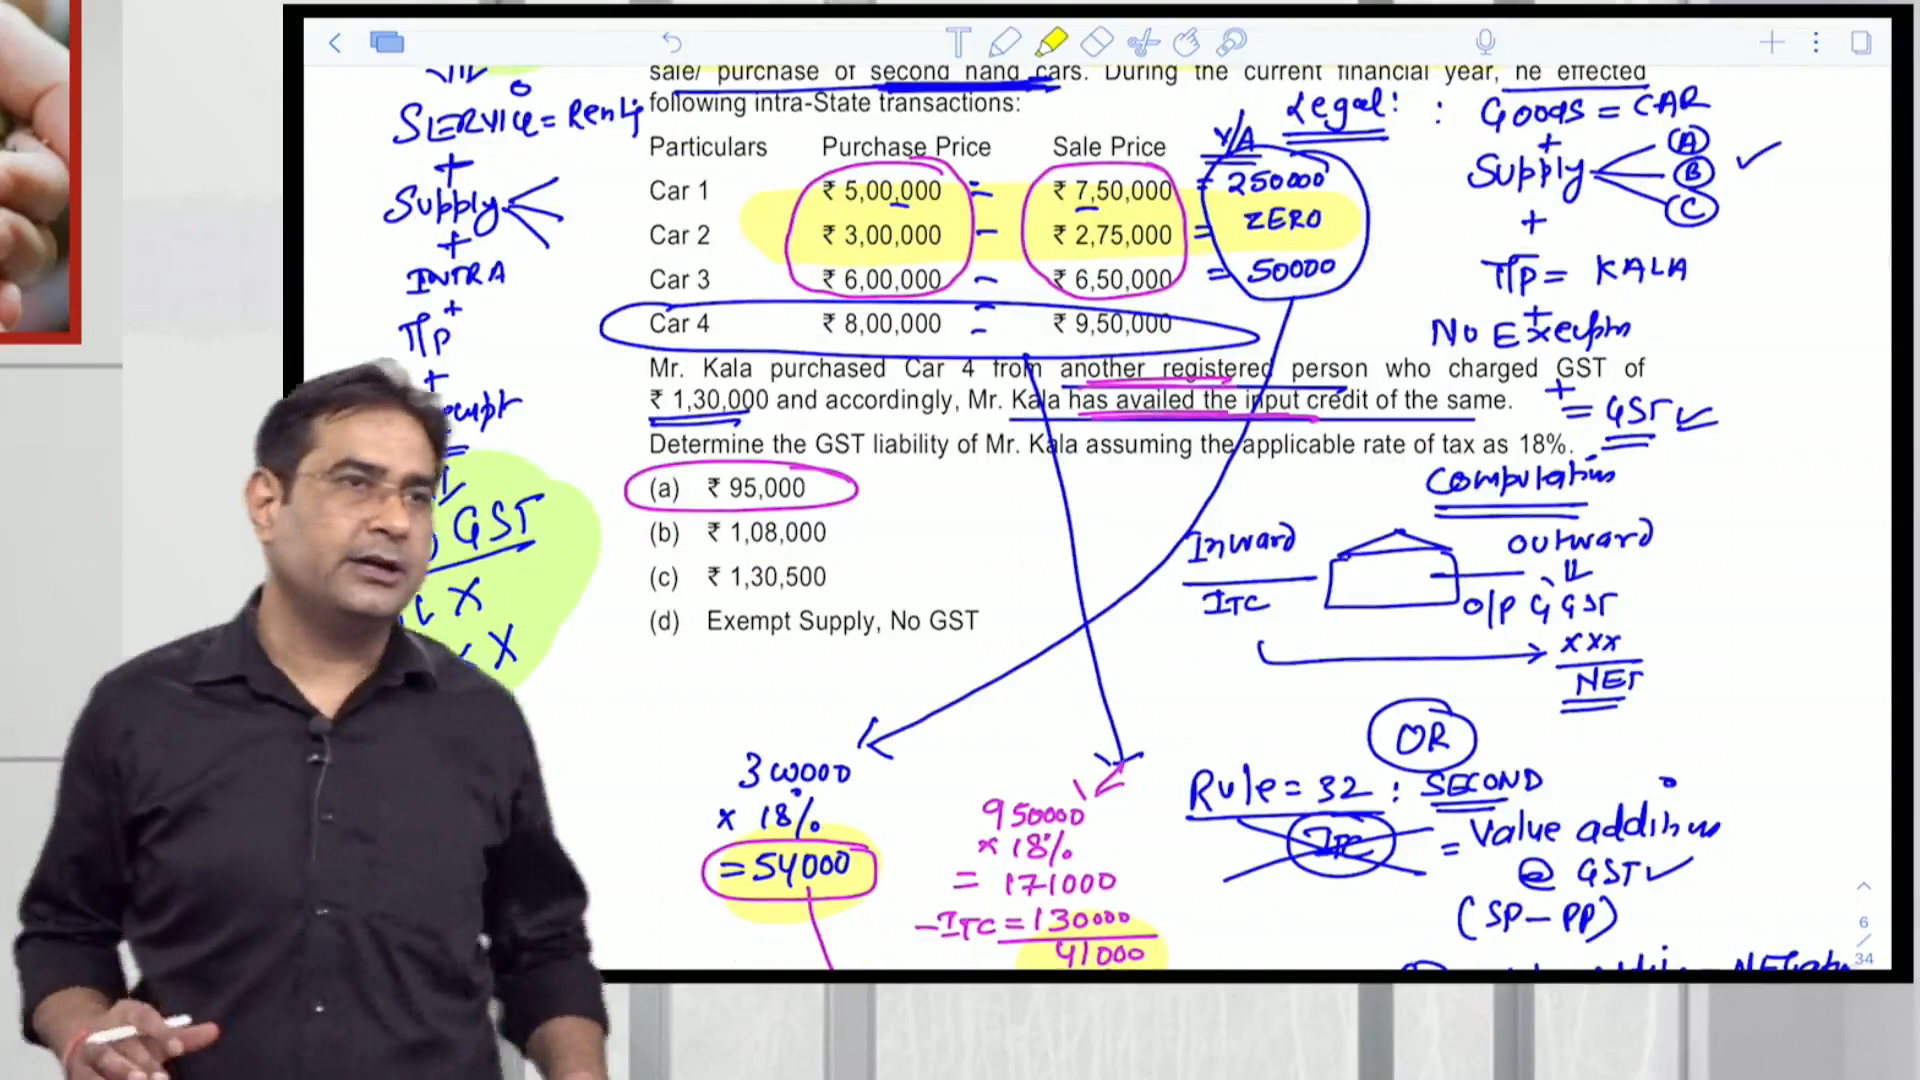 sale/ purchase of second hand cars. During the current financial year, he effected
following intra-State transactions:
Particulars Purchase Price Sale Price
Car 1 ₹ 5,00,000 - ₹ 7,50,000 = 250000
Car 2 ₹ 3,00,000 - ₹ 2,75,000 = ZERO
Car 3 ₹ 6,00,000 - ₹ 6,50,000 = 50000
Car 4 ₹ 8,00,000 - ₹ 9,50,000
Mr. Kala purchased Car 4 from another registered person who charged GST of
₹ 1,30,000 and accordingly, Mr. Kala has availed the input credit of the same.
Determine the GST liability of Mr. Kala assuming the applicable rate of tax as 18%.
(a) ₹ 95,000
(b) ₹ 1,08,000
(c) ₹ 1,30,500
(d) Exempt Supply, No GST
+
Supply
+
INTRA
+
TP
+
GST
X
X
V/A
Legal:
: Goods = CAR
+
Supply
(A)
(B)
(C)
+
TP = KALA
+
+
= GST
Computation
Inward
ITC
Outward
O/P GST
xxx
NET
OR
Rule = 32 : SECOND
ITC
= Value addition
@ GST
(SP - PP)
300000
x 18%
= 54000
950000
x 18%
= 171000
- ITC = 130000
41000
6
/
34